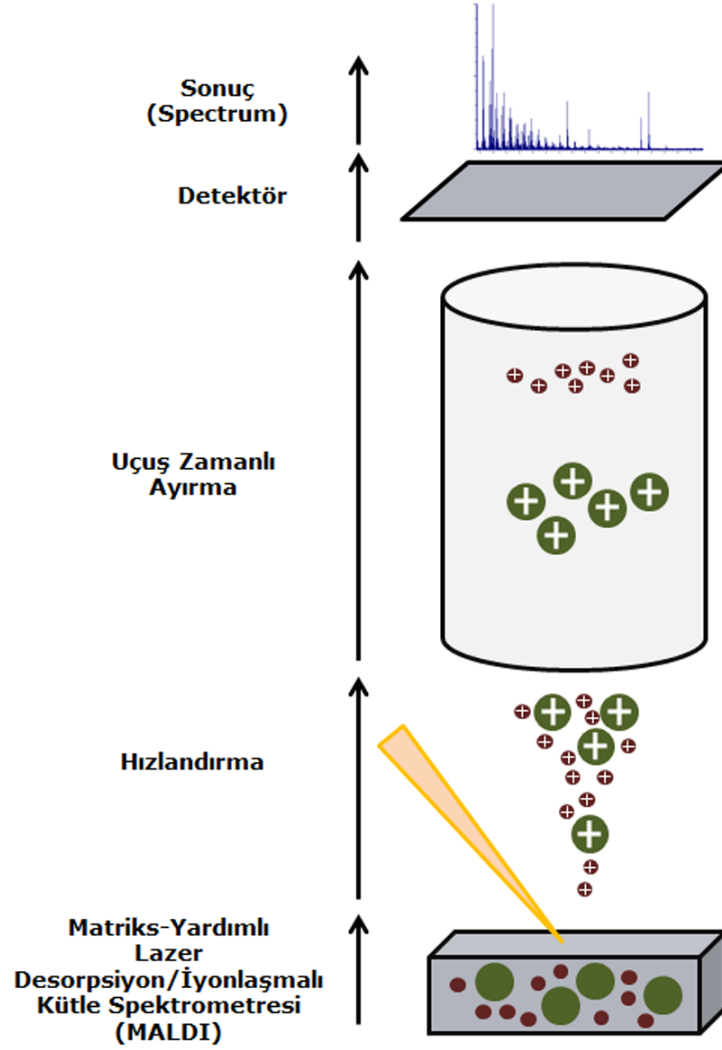 Sonuç
(Spectrum)
Detektör
Uçuş Zamanlı
Ayırma
Hızlandırma
Matriks-Yardımlı
Lazer
Desorpsiyon/İyonlaşmalı
Kütle Spektrometresi
(MALDI)